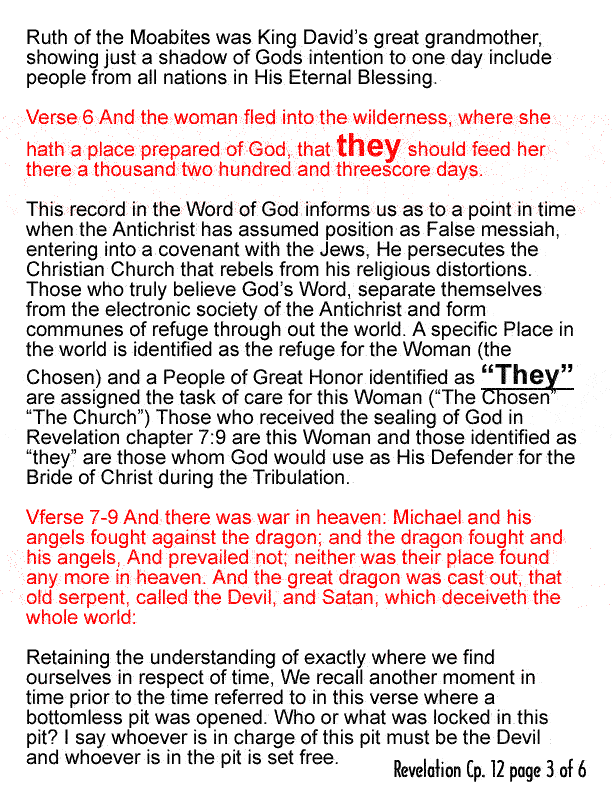 Ruth of the Moabites was King David's great grandmother,
showing just a shadow of Gods intention to one day include
people from all nations in His Eternal Blessing.
Verse 6 And the woman fled into the wilderness, where she
hath a place prepared of God, that they should feed her
there a thousand two hundred and threescore days.
This record in the Word of God informs us as to a point in time
when the Antichrist has assumed position as False messiah,
entering into a covenant with the Jews, He persecutes the
Christian Church that rebels from his religious distortions.
Those who truly believe God's Word, separate themselves
from the electronic society of the Antichrist and form
communes of refuge through out the world. A specific Place in
the world is identified as the refuge for the Woman (the
Chosen) and a People of Great Honor identified as “They”
are assigned the task of care for this Woman (“The Chosen”
“The Church”) Those who received the sealing of God in
Revelation chapter 7:9 are this Woman and those identified as
“they” are those whom God would use as His Defender for the
Bride of Christ during the Tribulation.
Vferse 7-9 And there was war in heaven: Michael and his
angels fought against the dragon; and the dragon fought and
his angels, And prevailed not; neither was their place found
any more in heaven. And the great dragon was cast out, that
old serpent, called the Devil, and Satan, which deceiveth the
whole world:
Retaining the understanding of exactly where we find
ourselves in respect of time, We recall another moment in
time prior to the time referred to in this verse where a
bottomless pit was opened. Who or what was locked in this
pit? I say whoever is in charge of this pit must be the Devil
and whoever is in the pit is set free.
Revelation Cp. 12 page 3 of 6